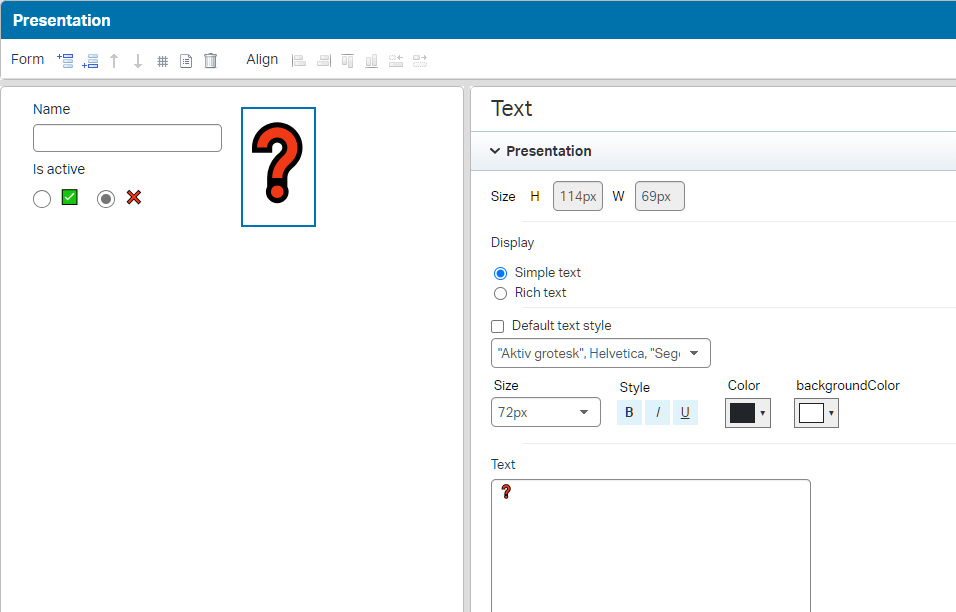 Presentation
Form Align
Name
Is active
✅ ❌
❓
Text
Presentation
Size H 114px W 69px
Display
Simple text
Rich text
Default text style
"Aktiv grotesk", Helvetica, "Sego
Size Style Color backgroundColor
72px B I U
Text
❓